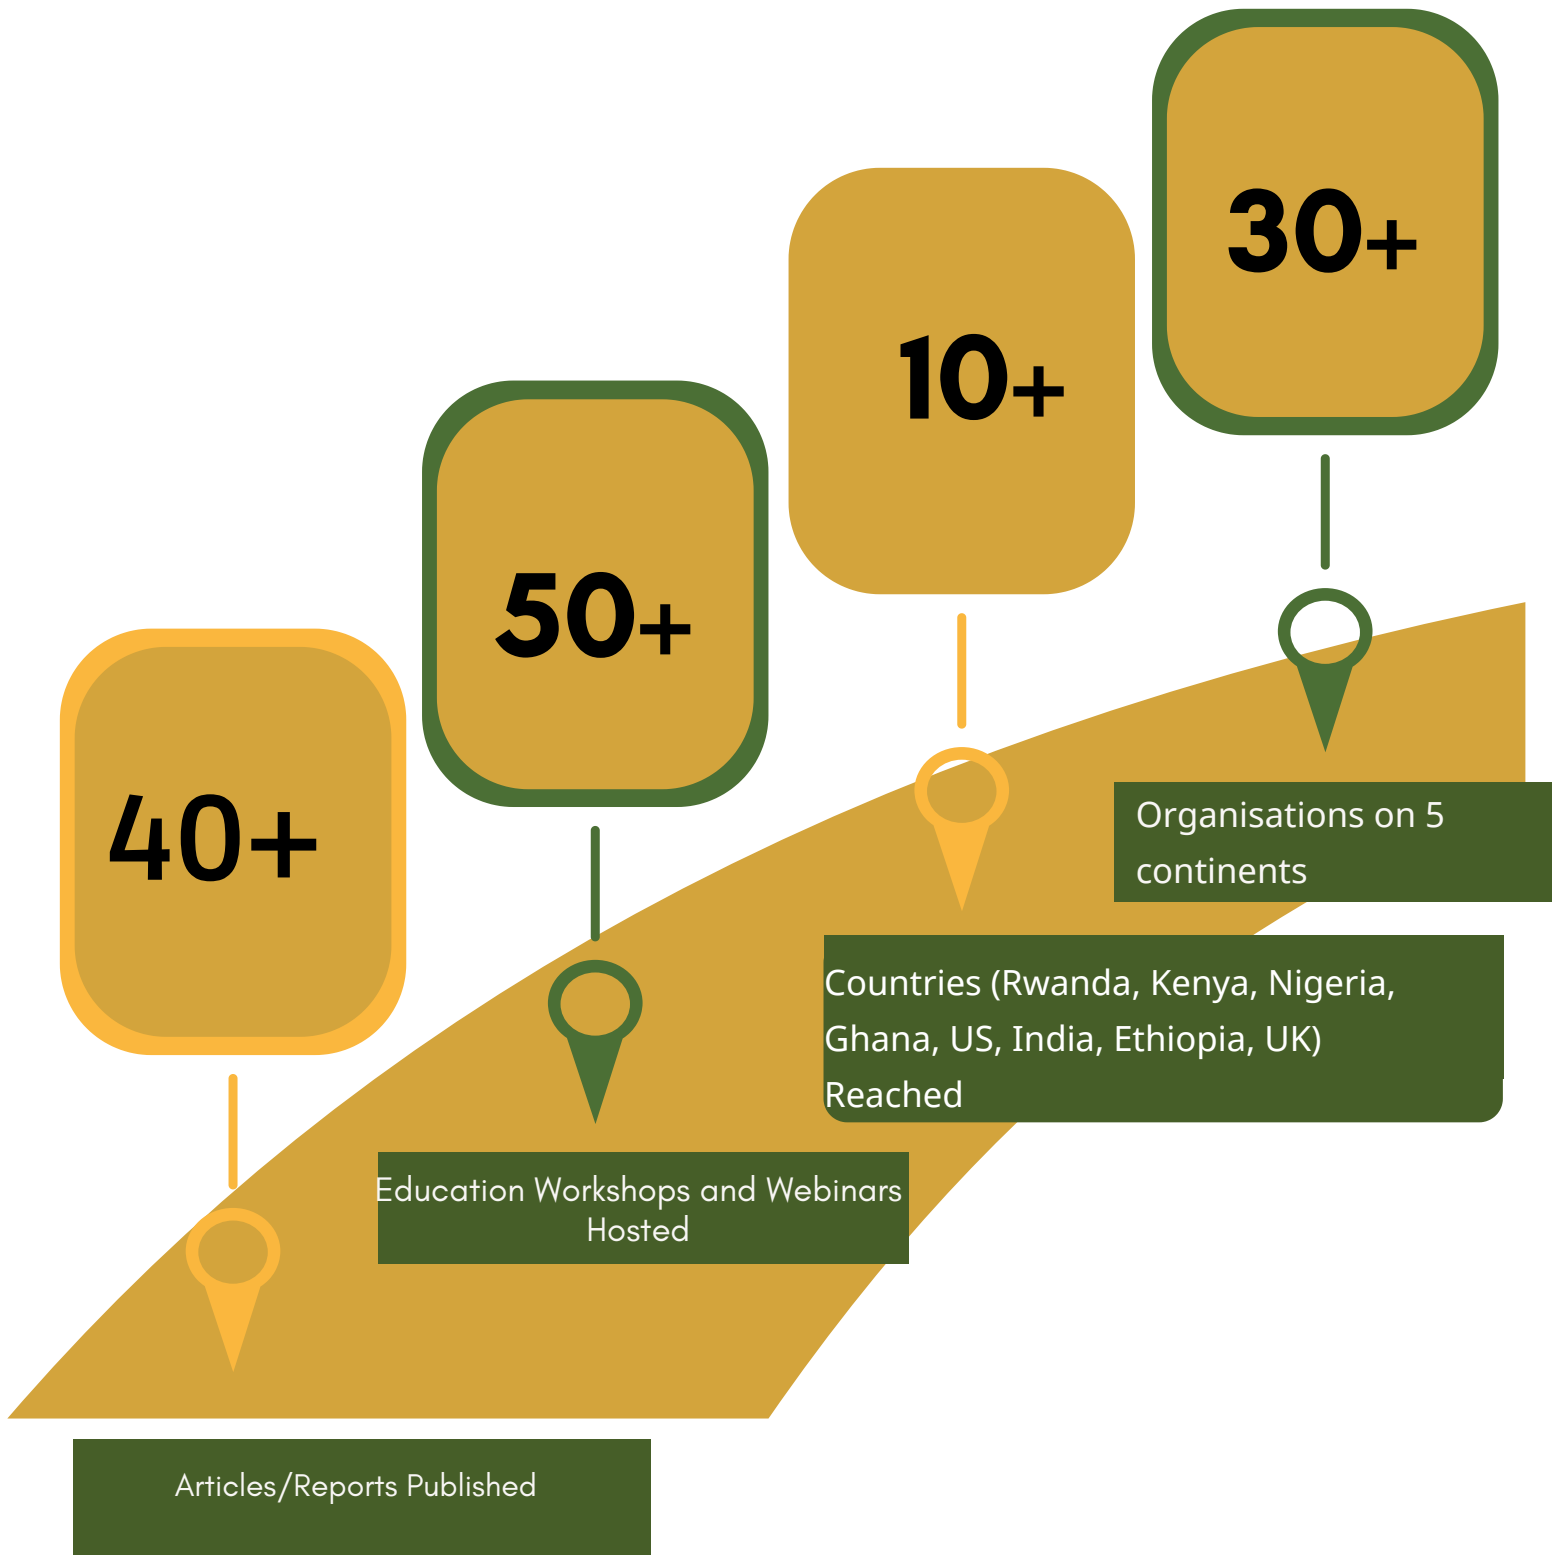 30+
10+
50+
40+
Organisations on 5
continents
Countries (Rwanda, Kenya, Nigeria,
Ghana, US, India, Ethiopia, UK)
Reached
Education Workshops and Webinars
Hosted
Articles/Reports Published